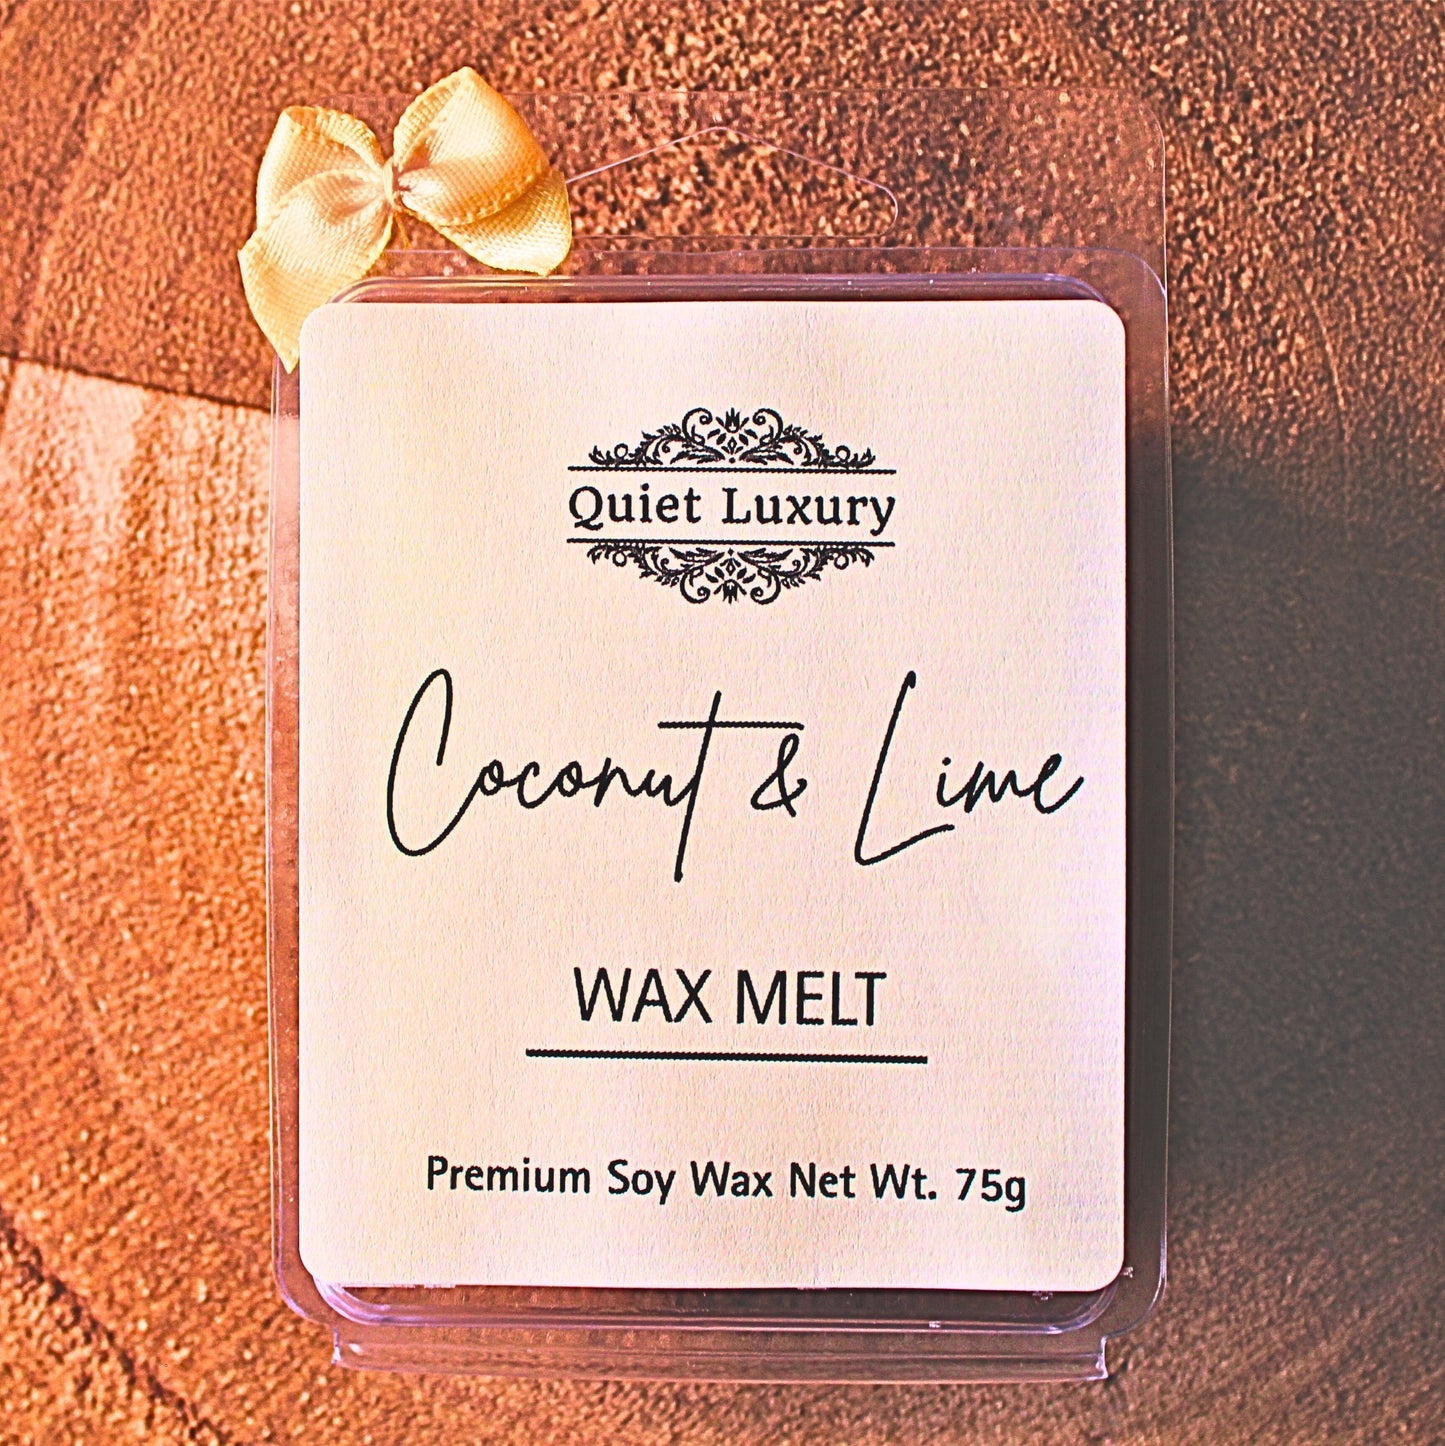 Quiet Luxury
Coconut & Lime
WAX MELT
Premium Soy Wax Net Wt. 75g